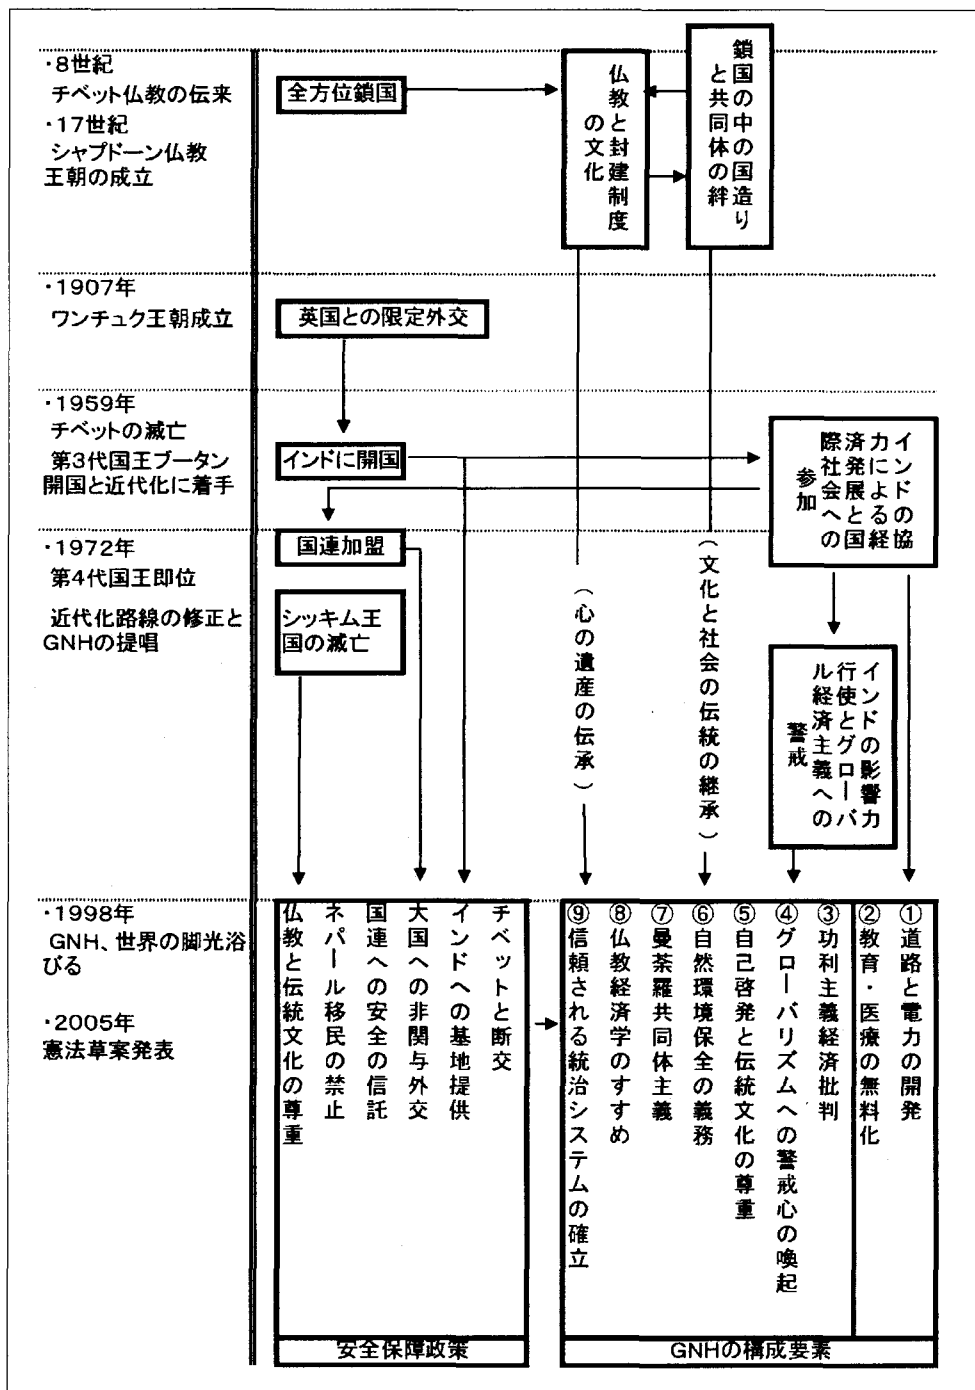 ・8世紀
チベット仏教の伝来
・17世紀
シャプドーン仏教
王朝の成立
全方位鎖国
仏教と封建制度
の文化
鎖国の中の国造り
と共同体の絆
・1907年
ワンチュク王朝成立
英国との限定外交
・1959年
チベットの滅亡
第3代国王ブータン
開国と近代化に着手
インドに開国
インドの協
力による経
済発展と国
際社会への
参加
・1972年
第4代国王即位
近代化路線の修正と
GNHの提唱
国連加盟
シッキム王
国の滅亡
(心の遺産の伝承)
(文化と社会の伝統の継承)
インドの影響力
行使とグローバ
ル経済主義への
警戒
・1998年
GNH、世界の脚光浴
びる
・2005年
憲法草案発表
チベットと断交
インドへの基地提供
大国への非関与外交
国連への安全の信託
ネパール移民の禁止
仏教と伝統文化の尊重
安全保障政策
①道路と電力の開発
②教育・医療の無料化
③功利主義経済批判
④グローバリズムへの警戒心の喚起
⑤自己啓発と伝統文化の尊重
⑥自然環境保全の義務
⑦曼荼羅共同体主義
⑧仏教経済学のすすめ
⑨信頼される統治システムの確立
GNHの構成要素